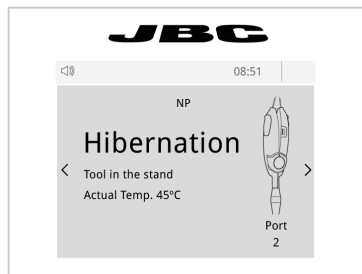 JBC
08:51
NP
Hibernation
Tool in the stand
Actual Temp. 45ºC
Port
2